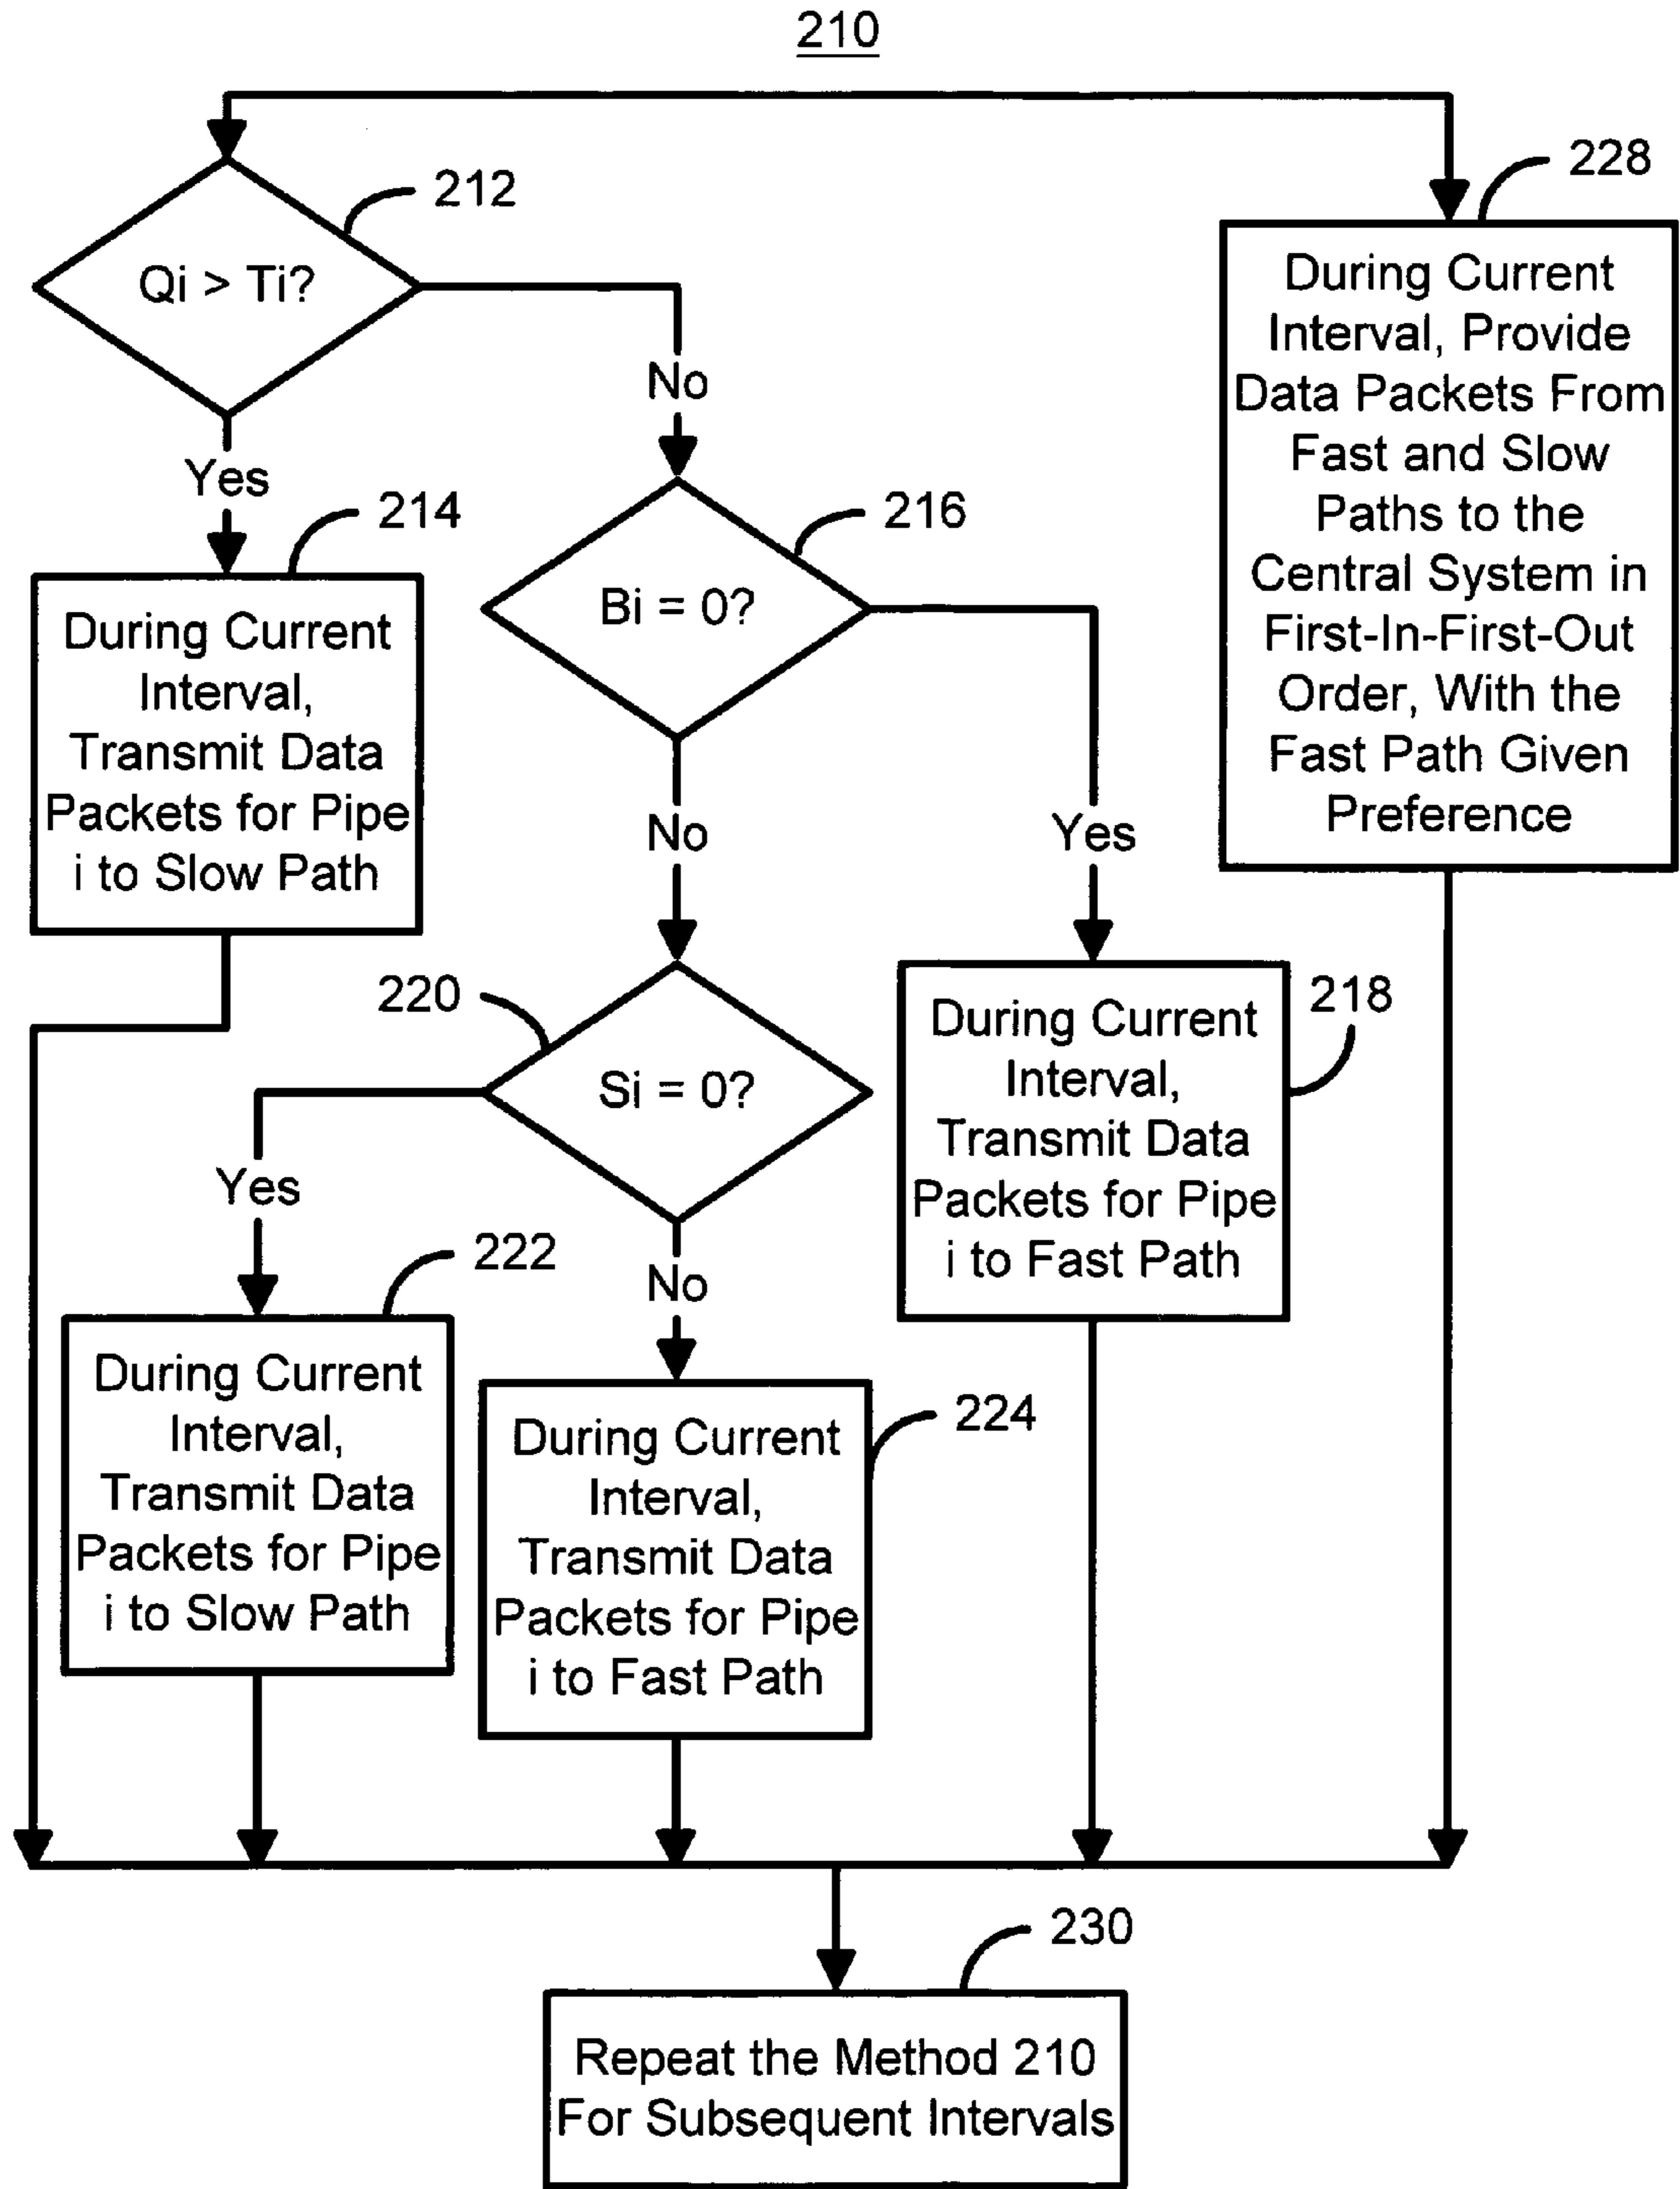 210
212
Qi > Ti?
No
Yes
228
During Current
Interval, Provide
Data Packets From
Fast and Slow
Paths to the
Central System in
First-In-First-Out
Order, With the
Fast Path Given
Preference
214
During Current
Interval,
Transmit Data
Packets for Pipe
i to Slow Path
216
Bi = 0?
No
Yes
220
Si = 0?
Yes
No
218
During Current
Interval,
Transmit Data
Packets for Pipe
i to Fast Path
222
During Current
Interval,
Transmit Data
Packets for Pipe
i to Slow Path
224
During Current
Interval,
Transmit Data
Packets for Pipe
i to Fast Path
230
Repeat the Method 210
For Subsequent Intervals